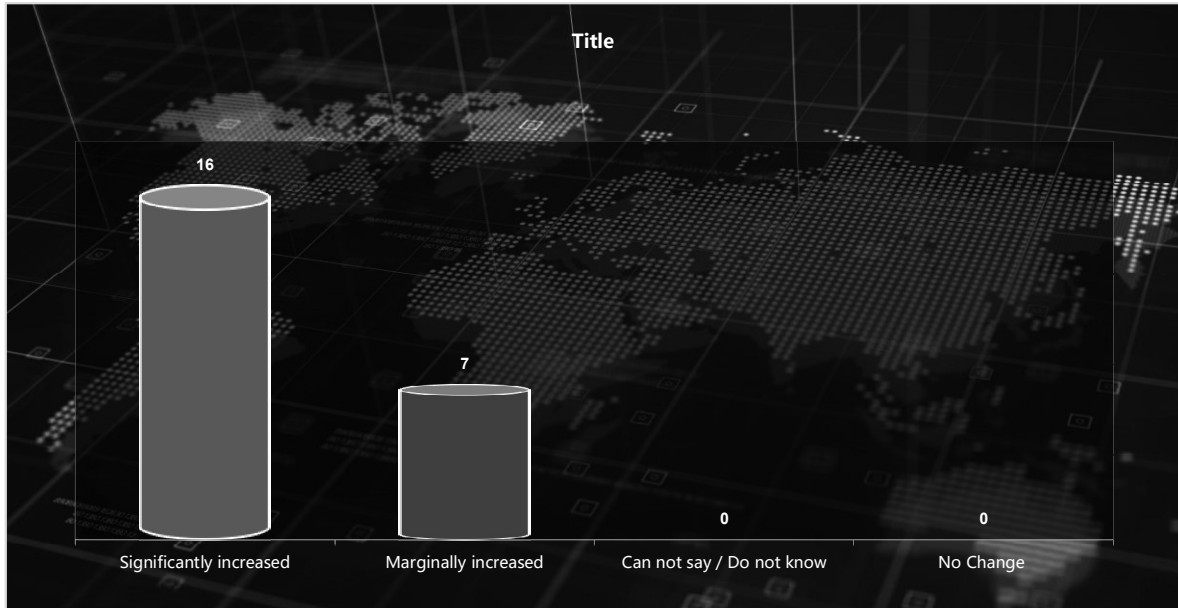 Title
16
7
0
0
Significantly increased
Marginally increased
Can not say / Do not know
No Change